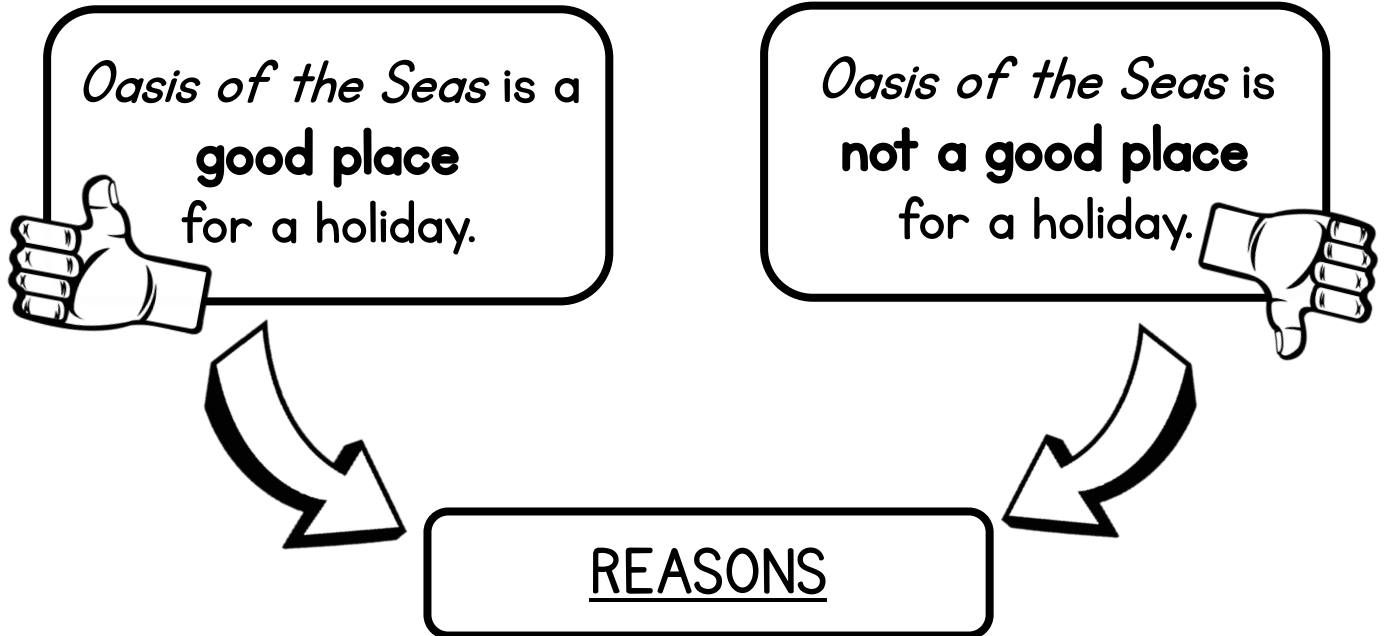 Oasis of the Seas is a
good place
for a holiday.
Oasis of the Seas is
not a good place
for a holiday.
REASONS